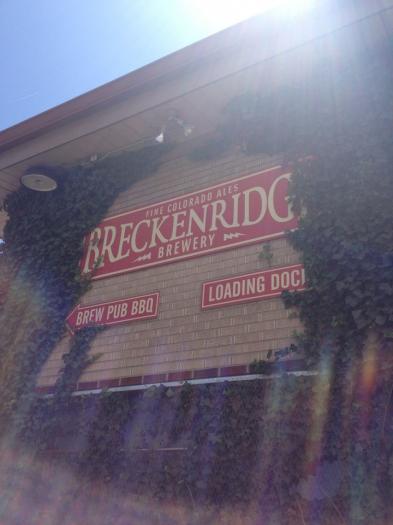 FINE COLORADO ALES
BRECKENRIDG
BREWERY
BREW PUB BBQ
LOADING DOC